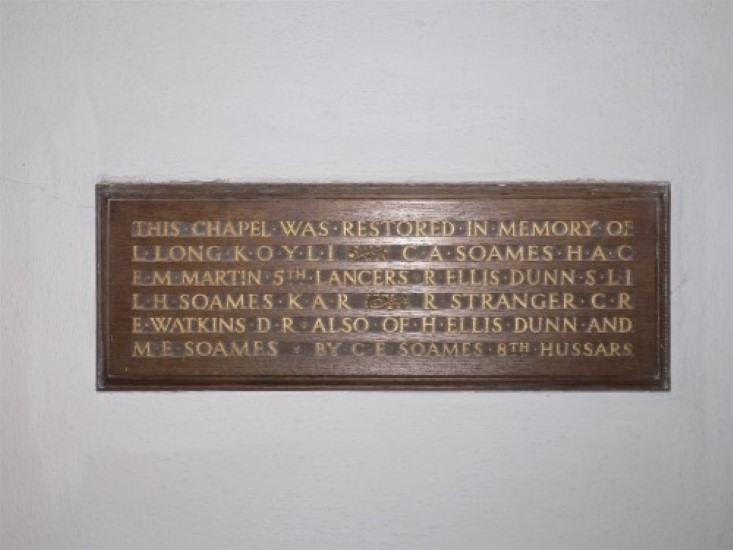 THIS·CHAPEL·WAS·RESTORED·IN·MEMORY·OF
L·LONG·K·O·Y·L·I C·A·SOAMES·H·A·C
E·M·MARTIN·5TH·LANCERS·R·ELLIS·DUNN·S·L·I
L·H·SOAMES·K·A·R R·STRANGER·C·R
E·WATKINS·D·R·ALSO·OF·H·ELLIS·DUNN·AND
M·E·SOAMES · BY·C·E·SOAMES·8TH·HUSSARS